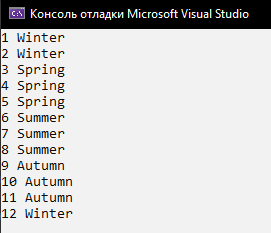 Консоль отладки Microsoft Visual Studio
1 Winter
2 Winter
3 Spring
4 Spring
5 Spring
6 Summer
7 Summer
8 Summer
9 Autumn
10 Autumn
11 Autumn
12 Winter